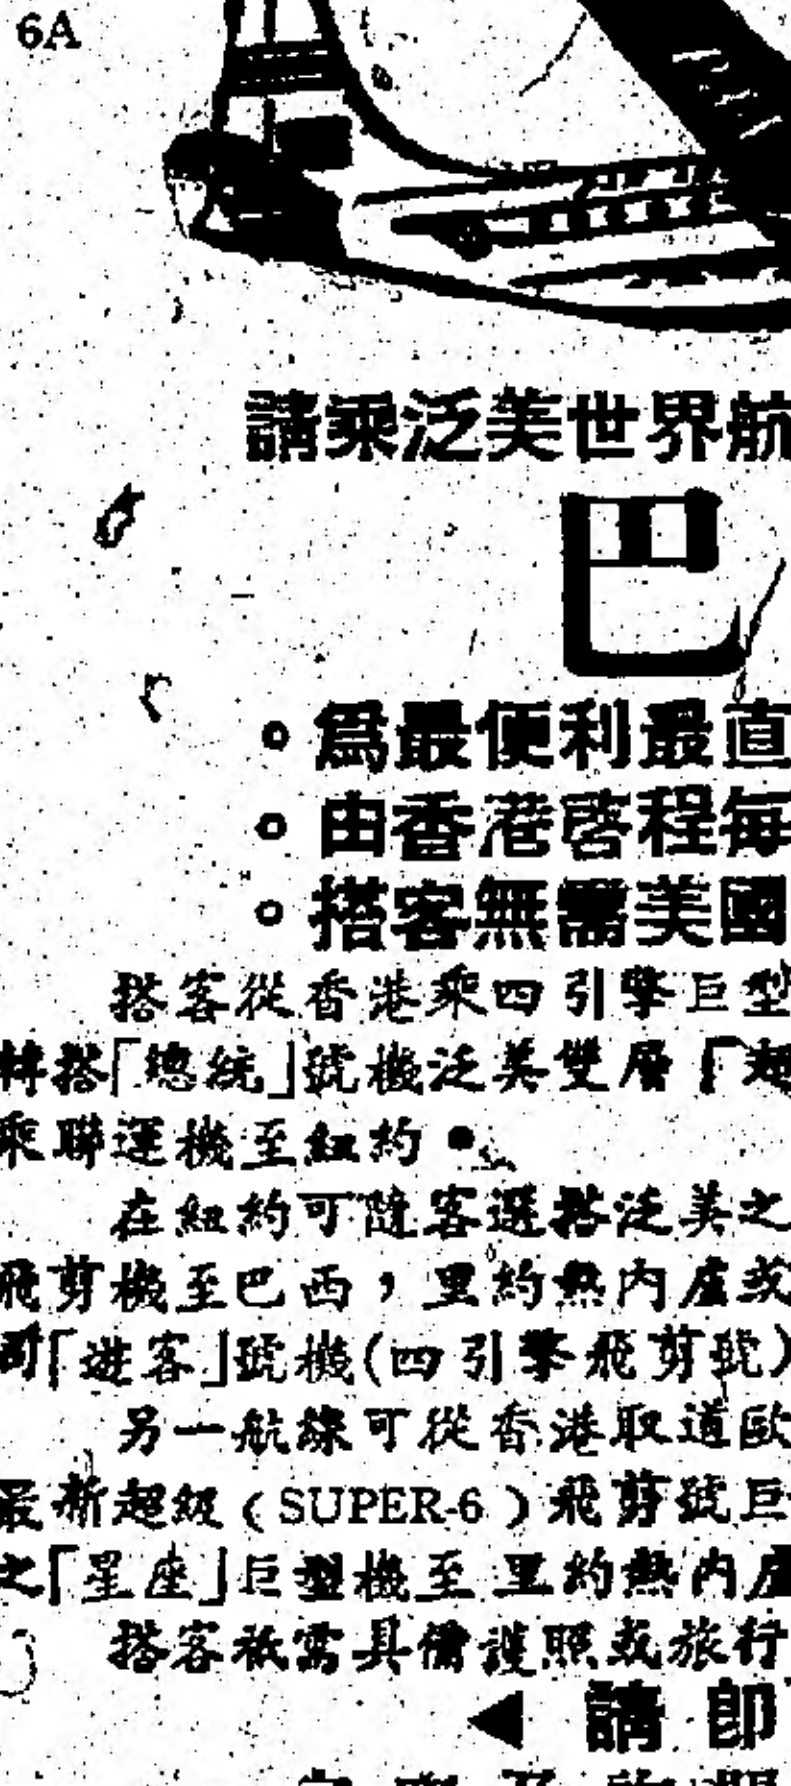 6A
請乘泛美世界航
巴
。為最便利最直
。由香港啓程每
。搭客無需美國
搭客從香港乘四引擎巨型
轉搭「總統」號機泛美雙層「超
乘聯運機至紐約●
在紐約可隨客選搭泛美之
飛剪機至巴西,里約熱內盧或
「遊客」號機(四引擎飛剪號)
另一航線可從香港取道歐
最新超級(SUPER-6)飛剪號巨
之「星座」巨型機至里約熱內盧
搭客祇需具備護照或旅行
◀ 請即